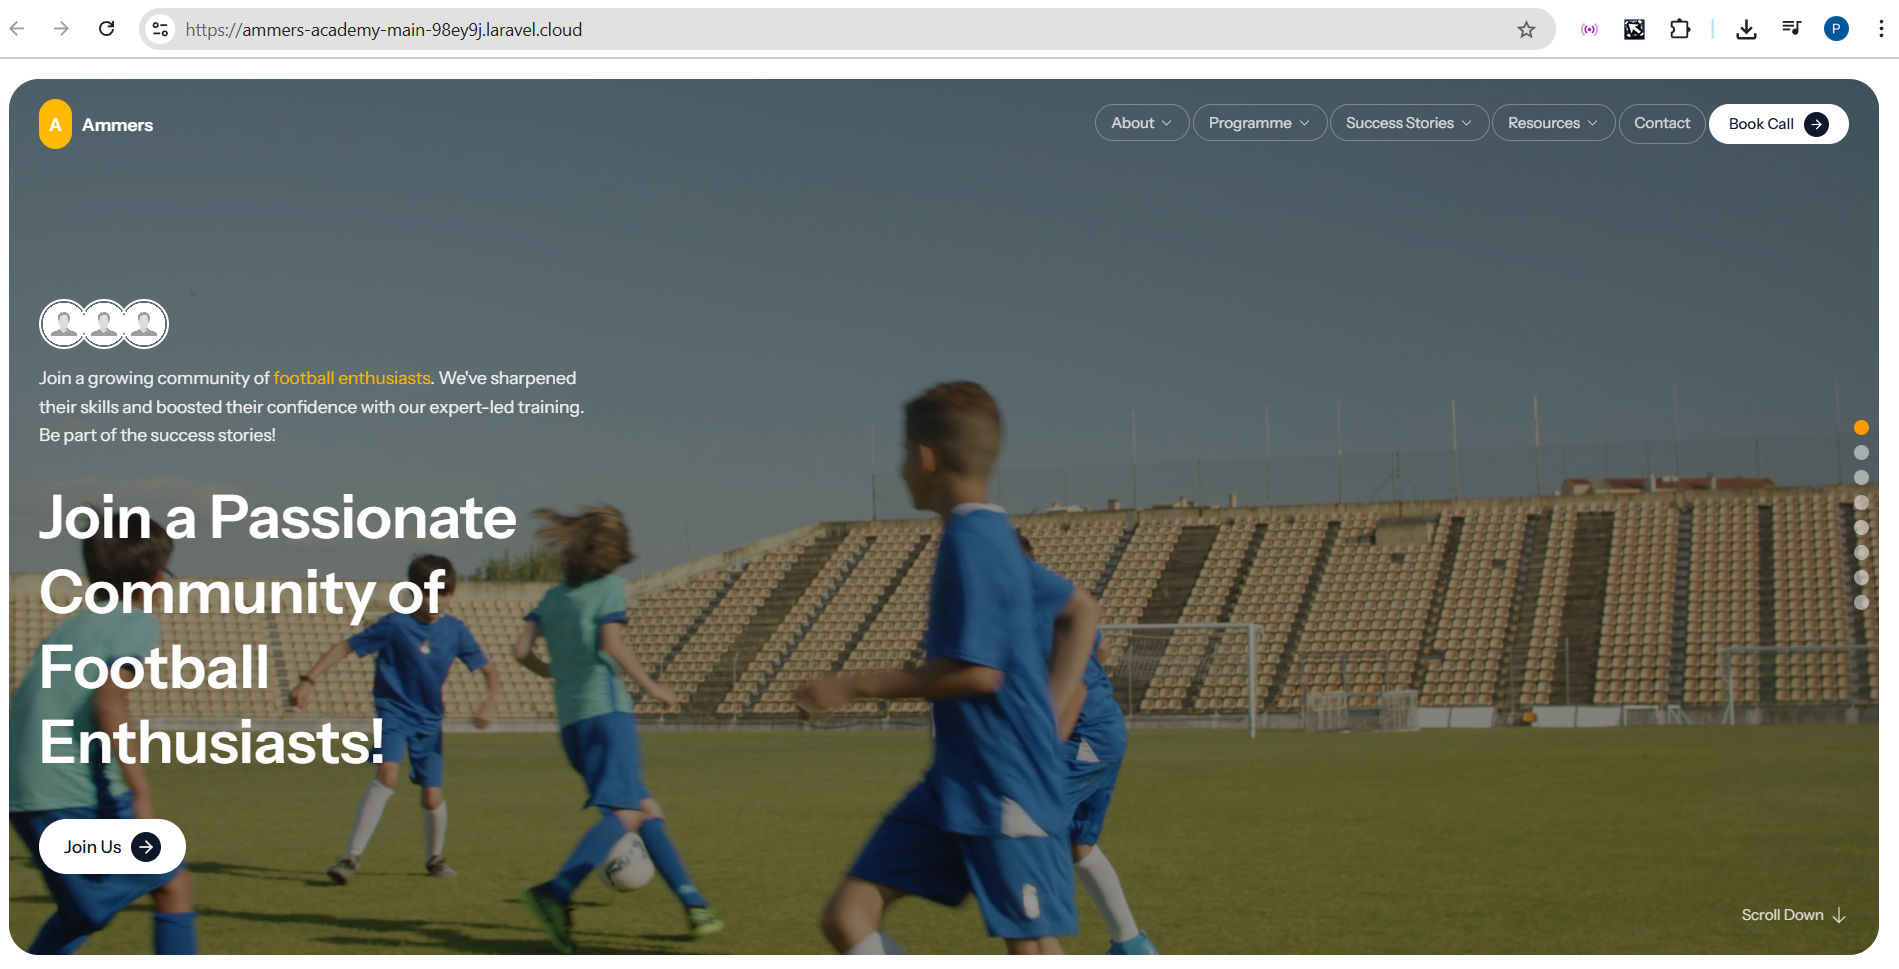 https://ammers-academy-main-98ey9j.laravel.cloud
P
A Ammers
About
Programme
Success Stories
Resources
Contact
Book Call
Join a growing community of football enthusiasts. We've sharpened
their skills and boosted their confidence with our expert-led training.
Be part of the success stories!
Join a Passionate
Community of
Football
Enthusiasts!
Join Us
Scroll Down